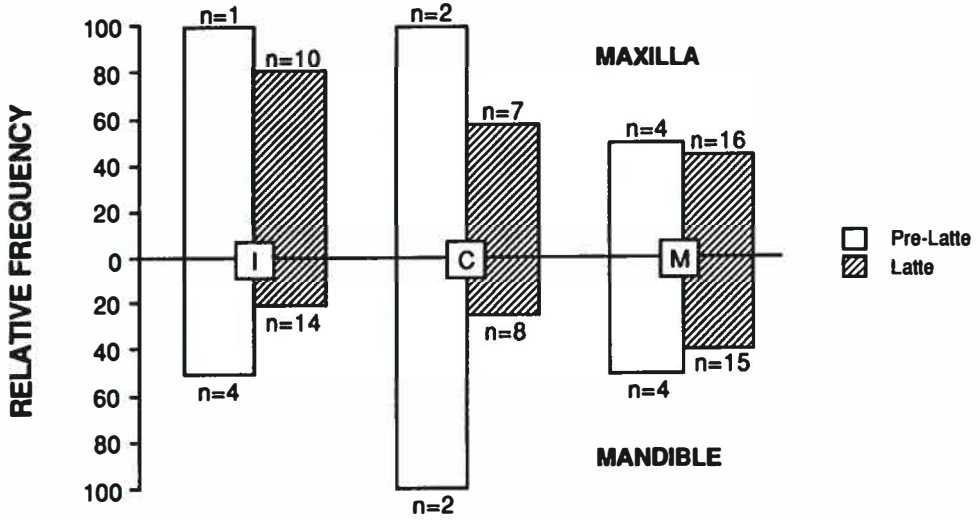 RELATIVE FREQUENCY
100
80
60
40
20
0
20
40
60
80
100
n=1
n=10
n=2
n=7
n=4
n=16
MAXILLA
I
C
M
n=4
n=14
n=2
n=8
n=4
n=15
MANDIBLE
Pre-Latte
Latte